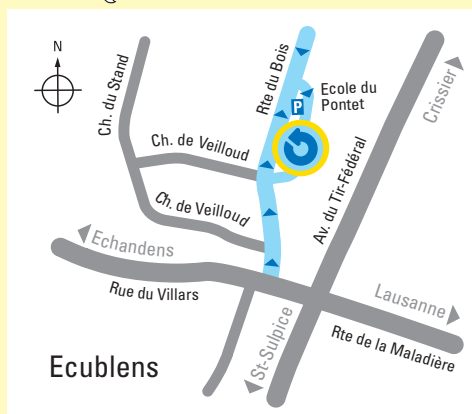 N
Ch. du Stand
Rte du Bois
Ecole du
Pontet
P
Crissier
Ch. de Veilloud
Av. du Tir-Fédéral
Ch. de Veilloud
Echandens
Rue du Villars
Lausanne
St-Sulpice
Rte de la Maladière
Ecublens